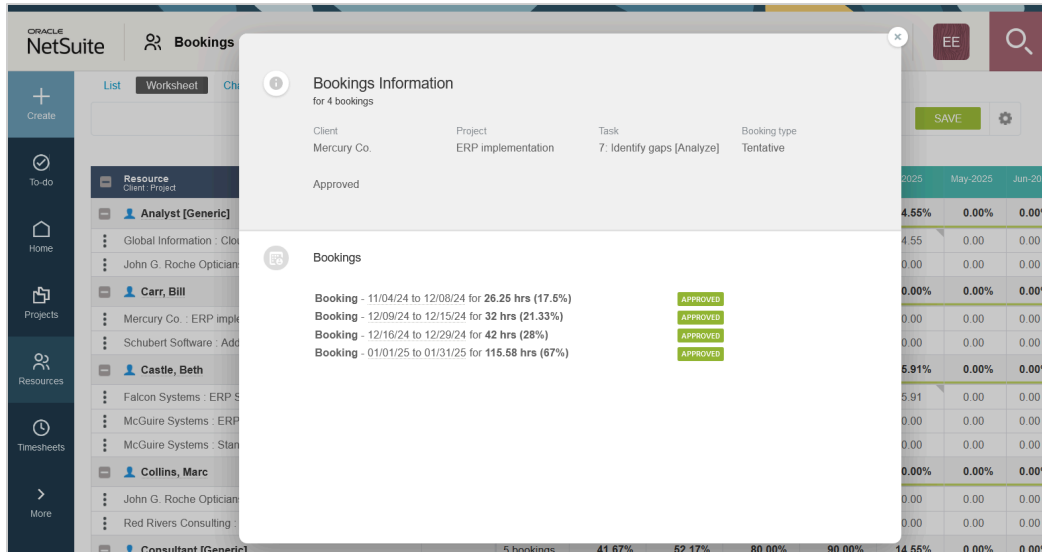 ORACLE
NetSuite
Bookings
EE
Create
To-do
Home
Projects
Resources
Timesheets
More
List Worksheet
SAVE
Bookings Information
for 4 bookings
Client Project Task Booking type
Mercury Co. ERP implementation 7: Identify gaps [Analyze] Tentative
Approved
Bookings
Booking - 11/04/24 to 12/08/24 for 26.25 hrs (17.5%) APPROVED
Booking - 12/09/24 to 12/15/24 for 32 hrs (21.33%) APPROVED
Booking - 12/16/24 to 12/29/24 for 42 hrs (28%) APPROVED
Booking - 01/01/25 to 01/31/25 for 115.58 hrs (67%) APPROVED
Resource 2025 May-2025 Jun-20
Client : Project
Analyst [Generic] 4.55% 0.00% 0.00
Global Information : Clou 4.55 0.00 0.00
John G. Roche Optician 0.00 0.00 0.00
Carr, Bill 0.00% 0.00% 0.00
Mercury Co. : ERP imple 0.00 0.00 0.00
Schubert Software : Add 0.00 0.00 0.00
Castle, Beth 5.91% 0.00% 0.00
Falcon Systems : ERP S 5.91 0.00 0.00
McGuire Systems : ERP 0.00 0.00 0.00
McGuire Systems : Stan 0.00 0.00 0.00
Collins, Marc 0.00% 0.00% 0.00
John G. Roche Optician 0.00 0.00 0.00
Red Rivers Consulting : 0.00 0.00 0.00
Consultant [Generic] 5 bookings 41.67% 52.17% 80.00% 90.00% 14.55% 0.00% 0.00